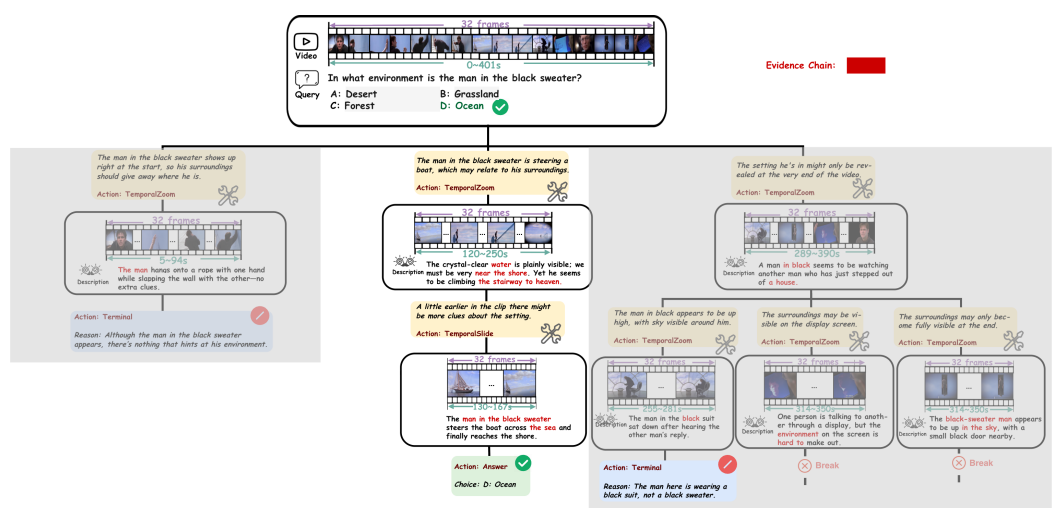 32 frames
Video
0~401s
?
Query
In what environment is the man in the black sweater?
A: Desert
B: Grassland
C: Forest
D: Ocean
Evidence Chain:
The man in the black sweater shows up
right at the start, so his surroundings
should give away where he is.
Action: TemporalZoom
32 frames
... ... ...
5~94s
Description
The man hangs onto a rope with one hand
while slapping the wall with the other—no
extra clues.
Action: Terminal
Reason: Although the man in the black sweater
appears, there's nothing that hints at his environment.
The man in the black sweater is steering a
boat, which may relate to his surroundings.
Action: TemporalZoom
32 frames
... ... ...
120~250s
Description
The crystal-clear water is plainly visible; we
must be very near the shore. Yet he seems
to be climbing the stairway to heaven.
A little earlier in the clip there might
be more clues about the setting.
Action: TemporalSlide
32 frames
...
130~167s
The man in the black sweater
steers the boat across the sea and
finally reaches the shore.
Action: Answer
Choice: D: Ocean
The setting he's in might only be rev-
ealed at the very end of the video.
Action: TemporalZoom
32 frames
... ... ...
289~390s
Description
A man in black seems to be watching
another man who has just stepped out
of a house.
The man in black appears to be up
high, with sky visible around him.
Action: TemporalZoom
32 frames
...
255~281s
Description
The man in the black suit
sat down after hearing the
other man's reply.
Action: Terminal
Reason: The man here is wearing a
black suit, not a black sweater.
The surroundings may be vi-
sible on the display screen.
Action: TemporalZoom
32 frames
...
314~350s
Description
One person is talking to anoth-
er through a display, but the
environment on the screen is
hard to make out.
Break
The surroundings may only bec-
ome fully visible at the end.
Action: TemporalZoom
32 frames
...
314~350s
Description
The black-sweater man appears
to be up in the sky, with a
small black door nearby.
Break